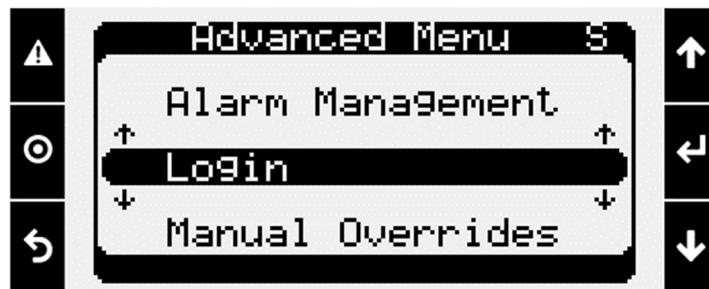 Advanced Menu S
Alarm Management
Login
Manual Overrides